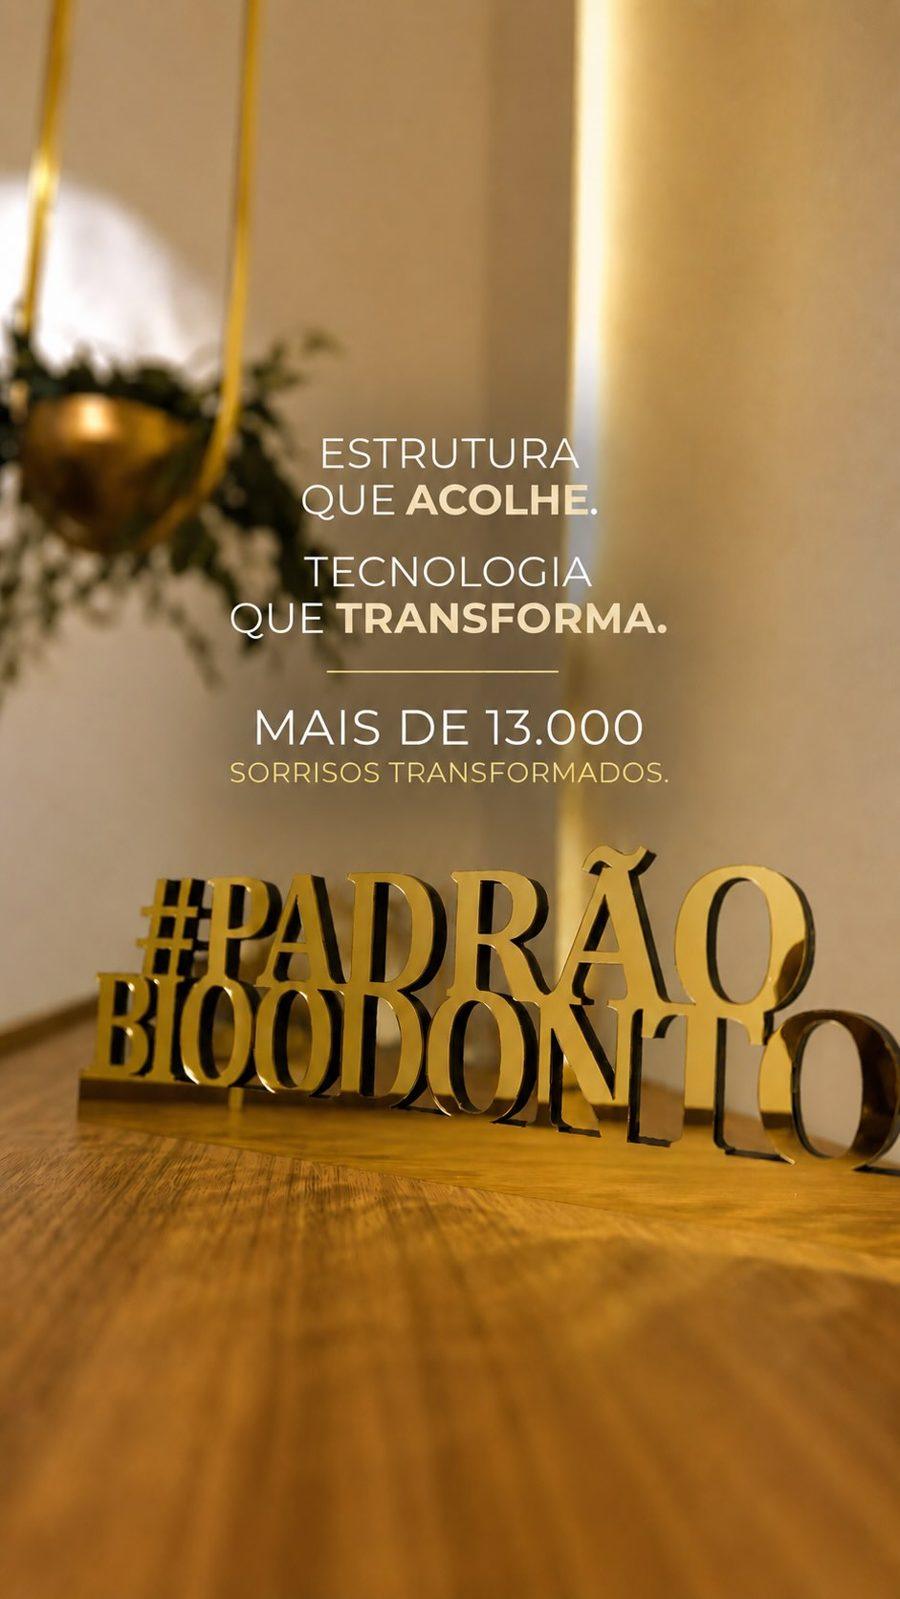 ESTRUTURA
QUE ACOLHE.
TECNOLOGIA
QUE TRANSFORMA.
MAIS DE 13.000
SORRISOS TRANSFORMADOS.
#PADRÃO
BIOODONTO